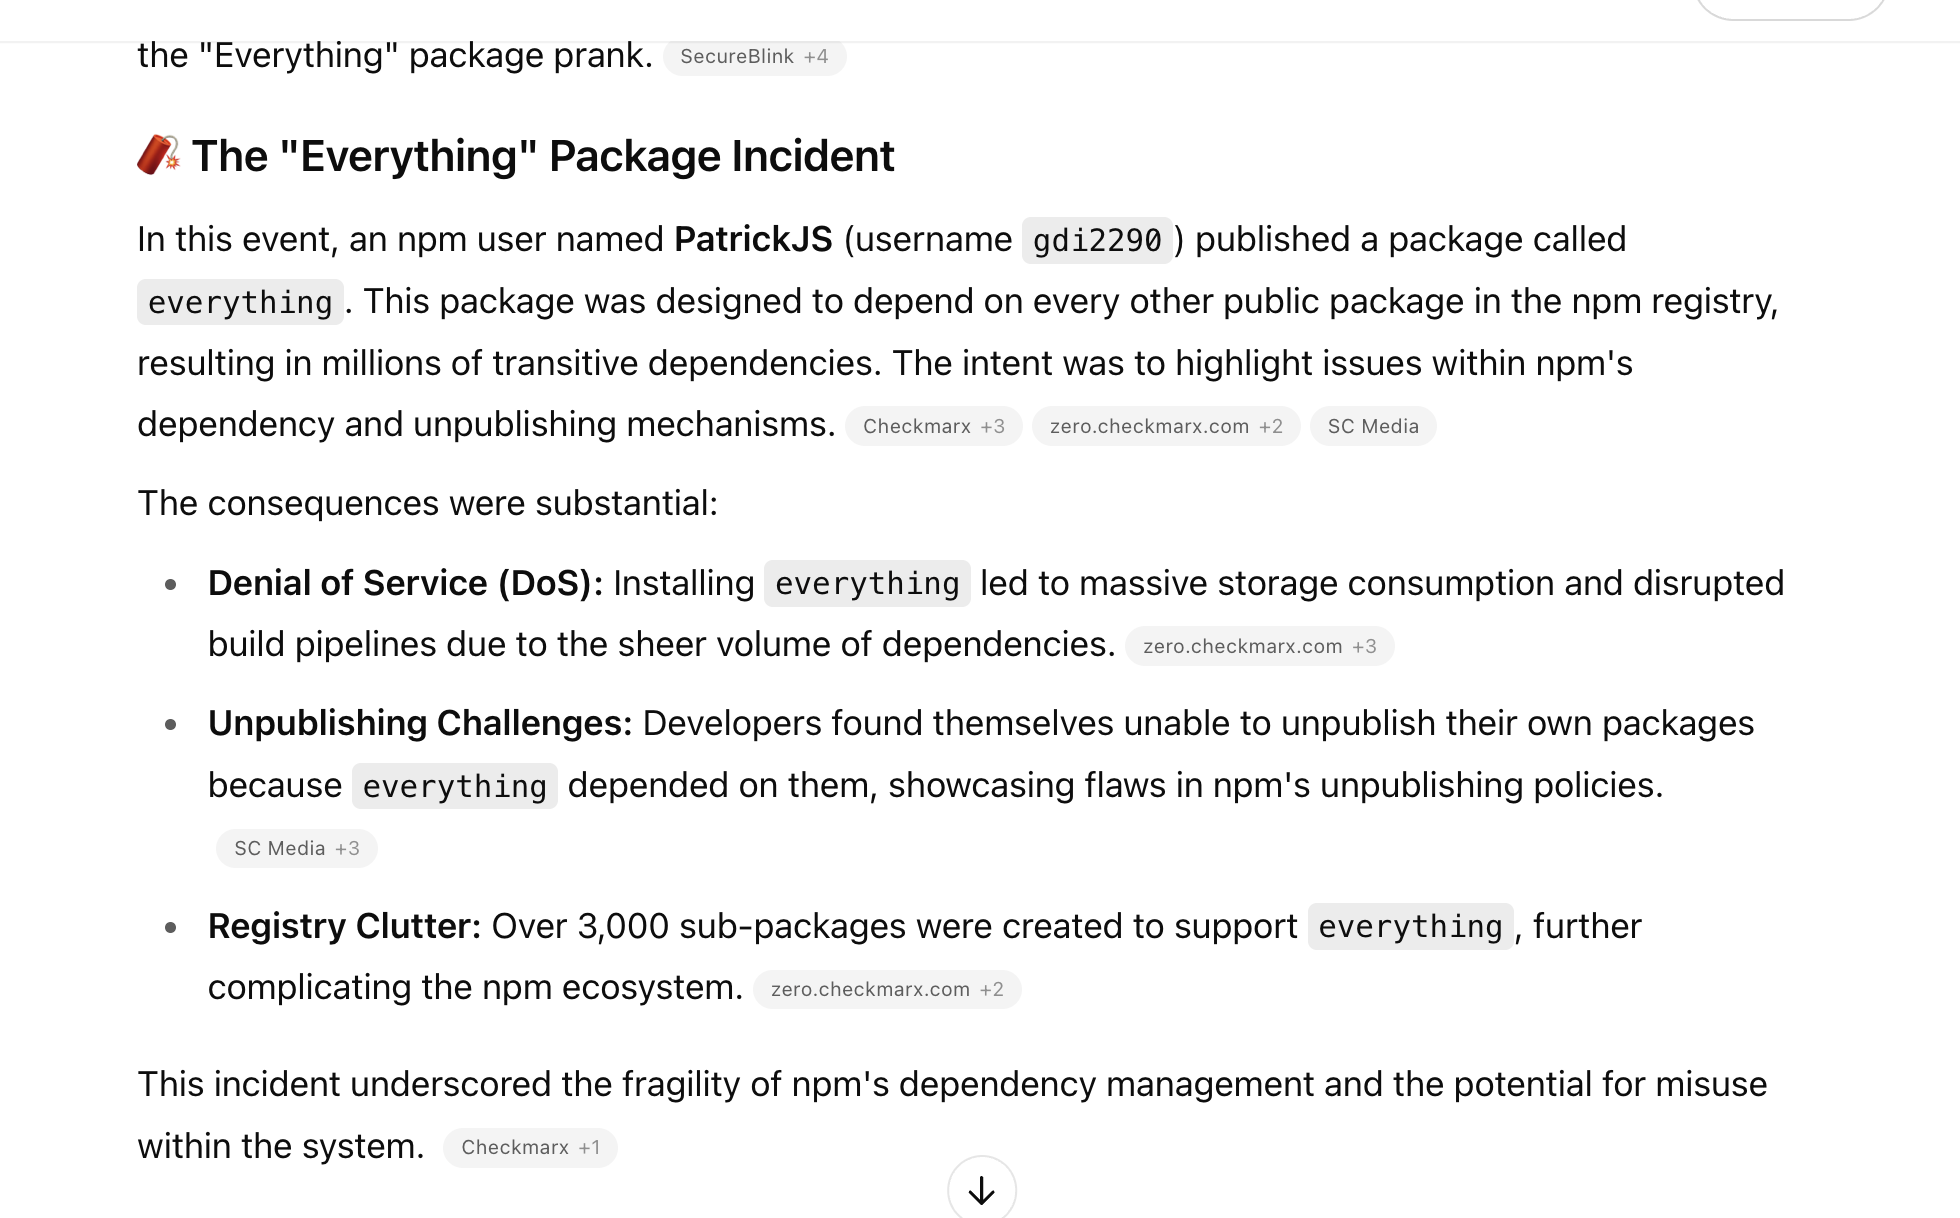 the "Everything" package prank. SecureBlink +4
🧨 The "Everything" Package Incident
In this event, an npm user named PatrickJS (username gdi2290) published a package called
everything. This package was designed to depend on every other public package in the npm registry,
resulting in millions of transitive dependencies. The intent was to highlight issues within npm's
dependency and unpublishing mechanisms. Checkmarx +3 zero.checkmarx.com +2 SC Media
The consequences were substantial:
• Denial of Service (DoS): Installing everything led to massive storage consumption and disrupted
build pipelines due to the sheer volume of dependencies. zero.checkmarx.com +3
• Unpublishing Challenges: Developers found themselves unable to unpublish their own packages
because everything depended on them, showcasing flaws in npm's unpublishing policies.
SC Media +3
• Registry Clutter: Over 3,000 sub-packages were created to support everything, further
complicating the npm ecosystem. zero.checkmarx.com +2
This incident underscored the fragility of npm's dependency management and the potential for misuse
within the system. Checkmarx +1